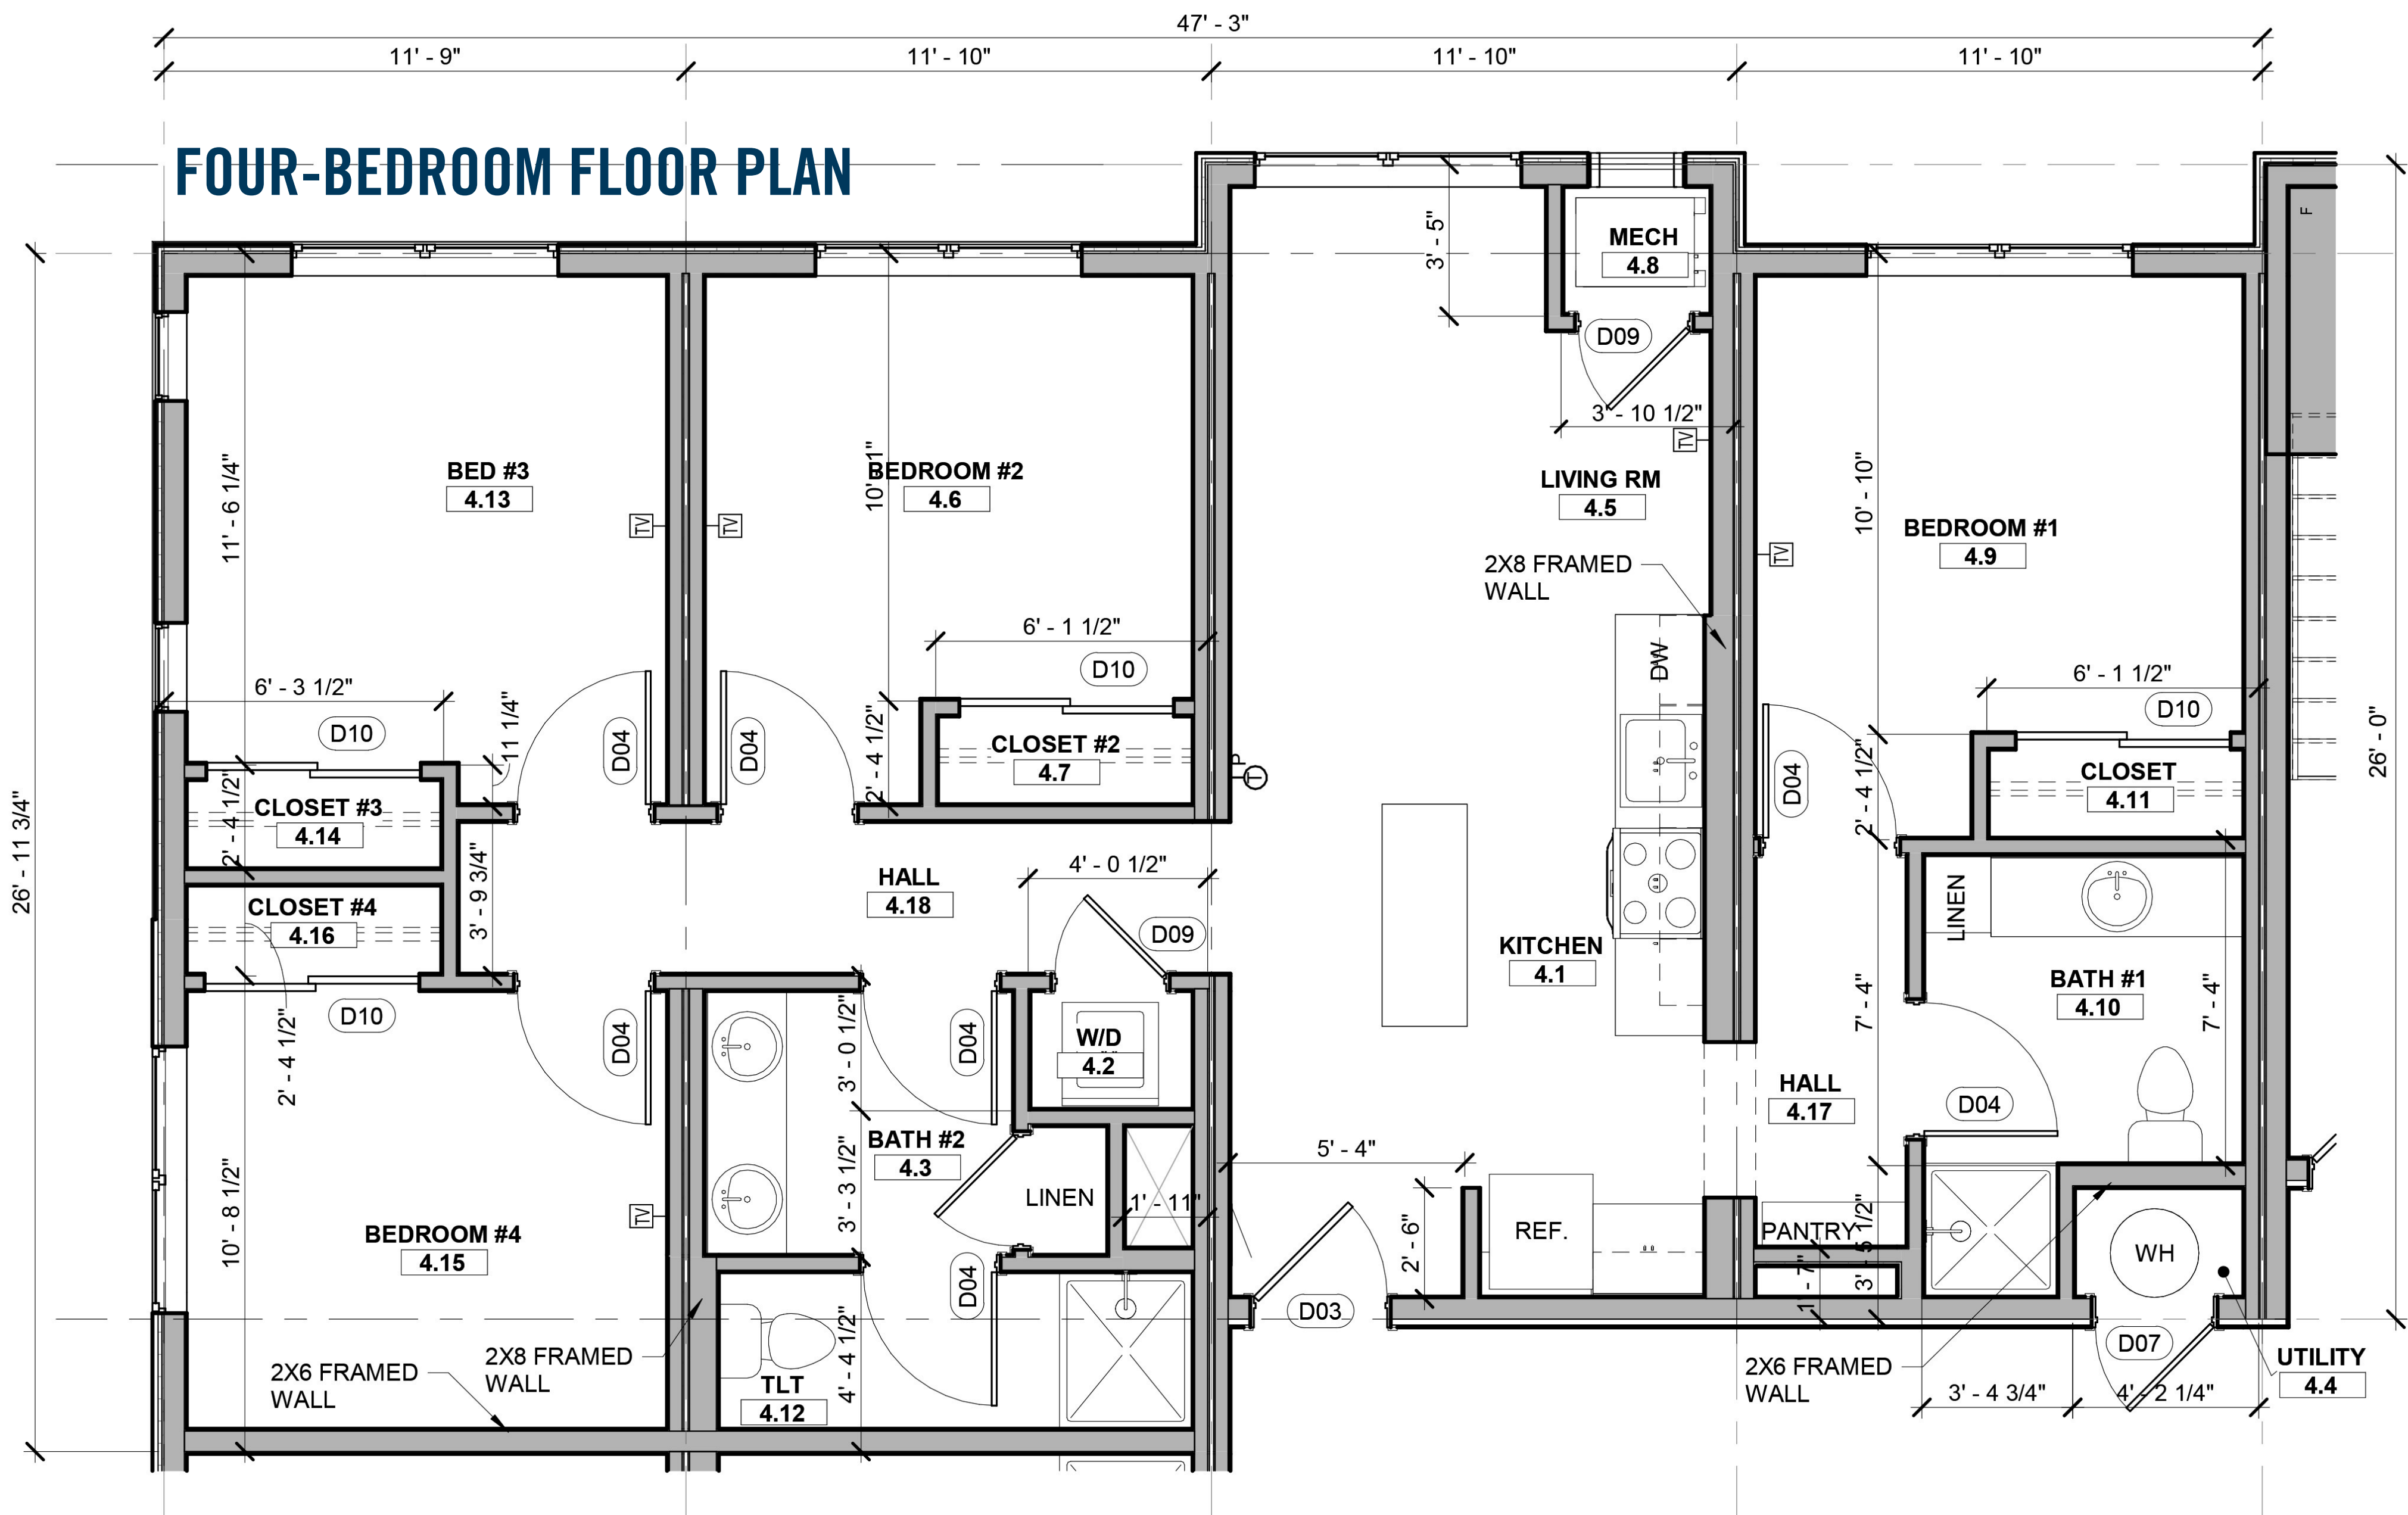 47' - 3"
11' - 9"
11' - 10"
11' - 10"
11' - 10"
FOUR-BEDROOM FLOOR PLAN
F
3' - 5"
MECH
4.8
D09
3' - 10 1/2"
TV
BED #3
4.13
11' - 6 1/4"
TV
TV
BEDROOM #2
4.6
10' - 1"
LIVING RM
4.5
2X8 FRAMED
WALL
10' - 10"
BEDROOM #1
4.9
TV
6' - 3 1/2"
D10
11 1/4"
D04
D04
6' - 1 1/2"
D10
2' - 4 1/2"
CLOSET #2
4.7
DW
6' - 1 1/2"
D10
D04
2' - 4 1/2"
CLOSET
4.11
T
P
26' - 11 3/4"
26' - 0"
2' - 4 1/2"
CLOSET #3
4.14
CLOSET #4
4.16
3' - 9 3/4"
HALL
4.18
4' - 0 1/2"
D09
KITCHEN
4.1
LINEN
BATH #1
4.10
7' - 4"
7' - 4"
D10
2' - 4 1/2"
D04
3' - 0 1/2"
D04
W/D
4.2
HALL
4.17
D04
BATH #2
4.3
3' - 3 1/2"
LINEN
1' - 11"
5' - 4"
10' - 8 1/2"
BEDROOM #4
4.15
TV
2' - 6"
REF.
PANTRY
3' - 5 1/2"
1' - 7"
WH
D04
D03
D07
4' - 4 1/2"
TLT
4.12
2X6 FRAMED
WALL
2X8 FRAMED
WALL
2X6 FRAMED
WALL
3' - 4 3/4"
4' - 2 1/4"
UTILITY
4.4